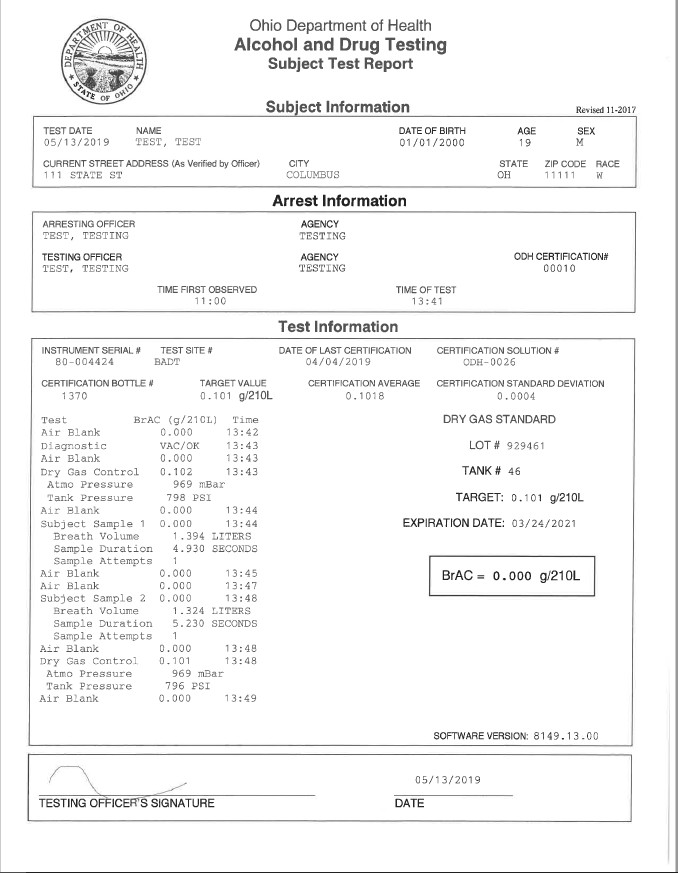 DEPARTMENT OF HEALTH
STATE OF OHIO
Ohio Department of Health
Alcohol and Drug Testing
Subject Test Report
Subject Information
Revised 11-2017
TEST DATE NAME DATE OF BIRTH AGE SEX
05/13/2019 TEST, TEST 01/01/2000 19 M
CURRENT STREET ADDRESS (As Verified by Officer) CITY STATE ZIP CODE RACE
111 STATE ST COLUMBUS OH 11111 W
Arrest Information
ARRESTING OFFICER AGENCY
TEST, TESTING TESTING
TESTING OFFICER AGENCY ODH CERTIFICATION#
TEST, TESTING TESTING 00010
TIME FIRST OBSERVED TIME OF TEST
11:00 13:41
Test Information
INSTRUMENT SERIAL # TEST SITE # DATE OF LAST CERTIFICATION CERTIFICATION SOLUTION #
80-004424 BADT 04/04/2019 ODH-0026
CERTIFICATION BOTTLE # TARGET VALUE CERTIFICATION AVERAGE CERTIFICATION STANDARD DEVIATION
1370 0.101 g/210L 0.1018 0.0004
Test BrAC (g/210L) Time
Air Blank 0.000 13:42
Diagnostic VAC/OK 13:43
Air Blank 0.000 13:43
Dry Gas Control 0.102 13:43
Atmo Pressure 969 mBar
Tank Pressure 798 PSI
Air Blank 0.000 13:44
Subject Sample 1 0.000 13:44
Breath Volume 1.394 LITERS
Sample Duration 4.930 SECONDS
Sample Attempts 1
Air Blank 0.000 13:45
Air Blank 0.000 13:47
Subject Sample 2 0.000 13:48
Breath Volume 1.324 LITERS
Sample Duration 5.230 SECONDS
Sample Attempts 1
Air Blank 0.000 13:48
Dry Gas Control 0.101 13:48
Atmo Pressure 969 mBar
Tank Pressure 796 PSI
Air Blank 0.000 13:49
DRY GAS STANDARD
LOT # 929461
TANK # 46
TARGET: 0.101 g/210L
EXPIRATION DATE: 03/24/2021
BrAC = 0.000 g/210L
SOFTWARE VERSION: 8149.13.00
05/13/2019
TESTING OFFICER'S SIGNATURE DATE